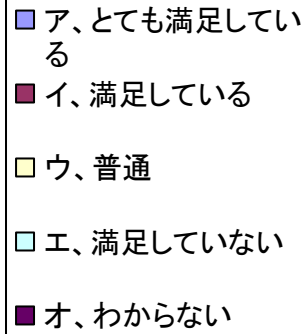 ア、とても満足してい
る
イ、満足している
ウ、普通
エ、満足していない
オ、わからない